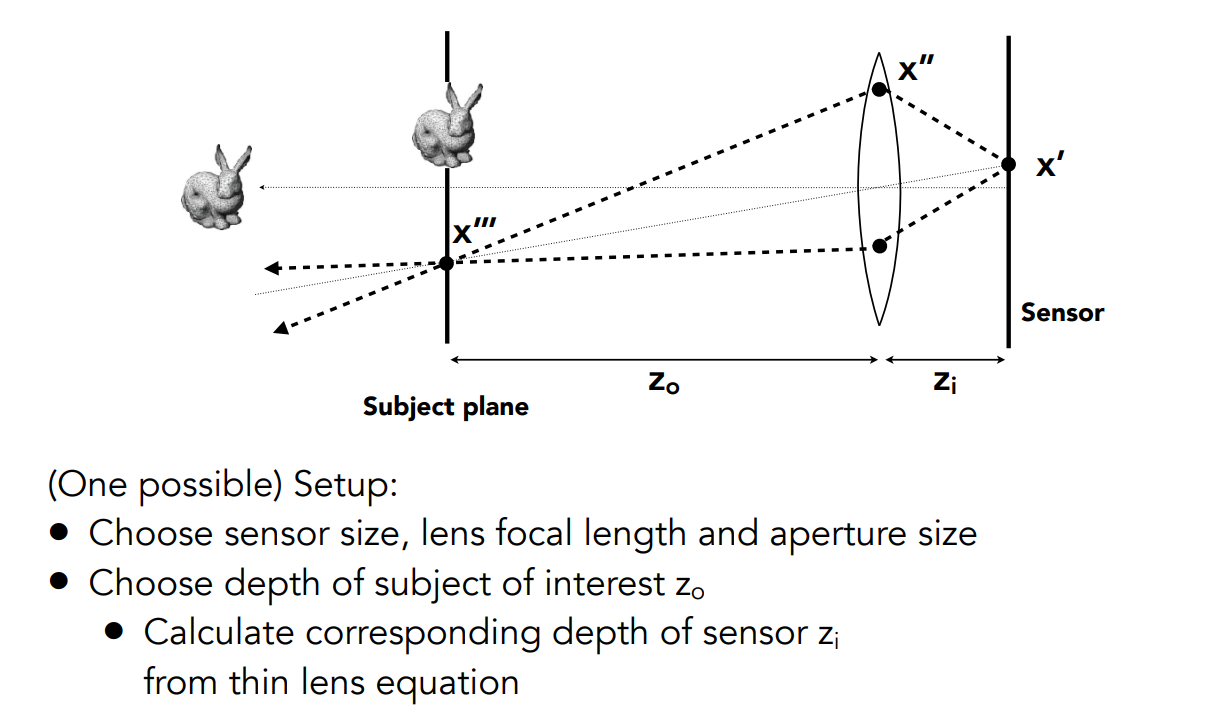 x″
x′
x‴
Sensor
zₒ
zᵢ
Subject plane
(One possible) Setup:
● Choose sensor size, lens focal length and aperture size
● Choose depth of subject of interest zₒ
● Calculate corresponding depth of sensor zᵢ
from thin lens equation